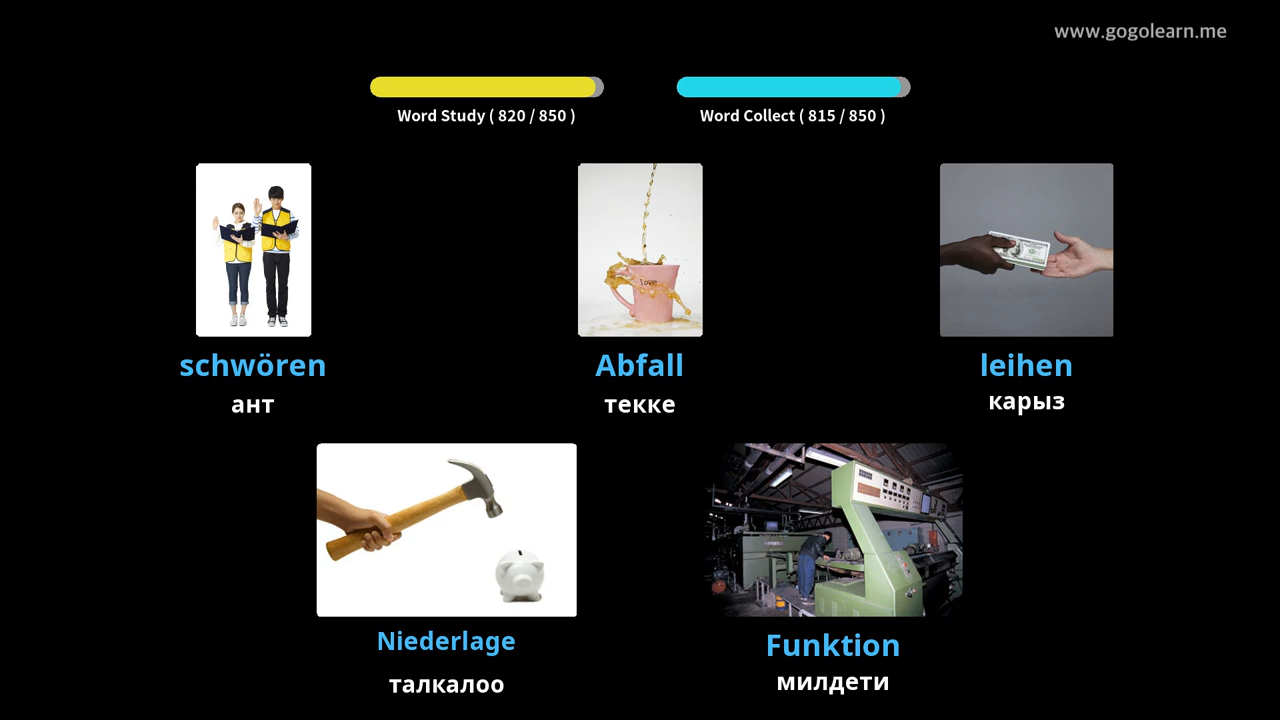 www.gogolearn.me
Word Study ( 820 / 850 )
Word Collect ( 815 / 850 )
love
schwören
Abfall
leihen
ант
текке
карыз
Niederlage
Funktion
талкалоо
милдети